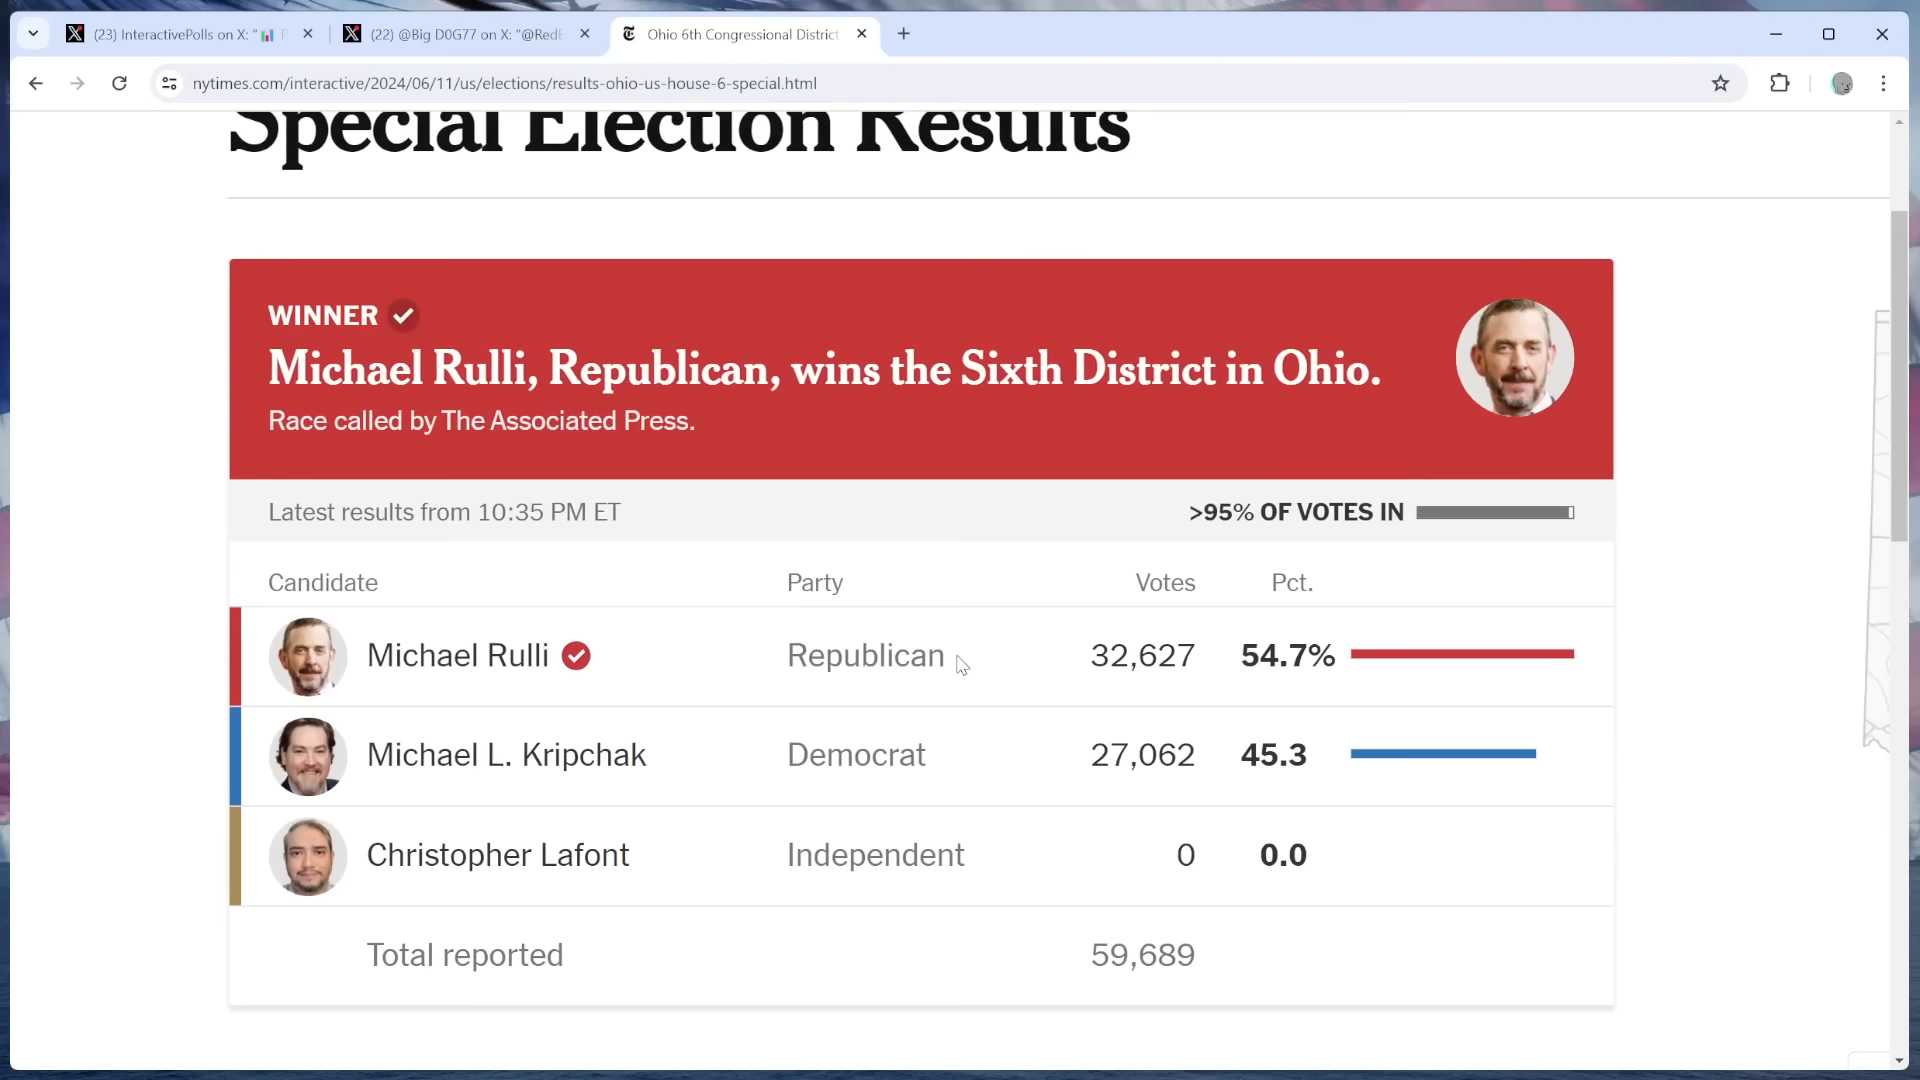 (23) InteractivePolls on X: "📊 P
(22) @Big D0G77 on X: "@RedE
Ohio 6th Congressional District
nytimes.com/interactive/2024/06/11/us/elections/results-ohio-us-house-6-special.html
Special Election Results
WINNER
Michael Rulli, Republican, wins the Sixth District in Ohio.
Race called by The Associated Press.
Latest results from 10:35 PM ET
>95% OF VOTES IN
Candidate Party Votes Pct.
Michael Rulli Republican 32,627 54.7%
Michael L. Kripchak Democrat 27,062 45.3
Christopher Lafont Independent 0 0.0
Total reported 59,689